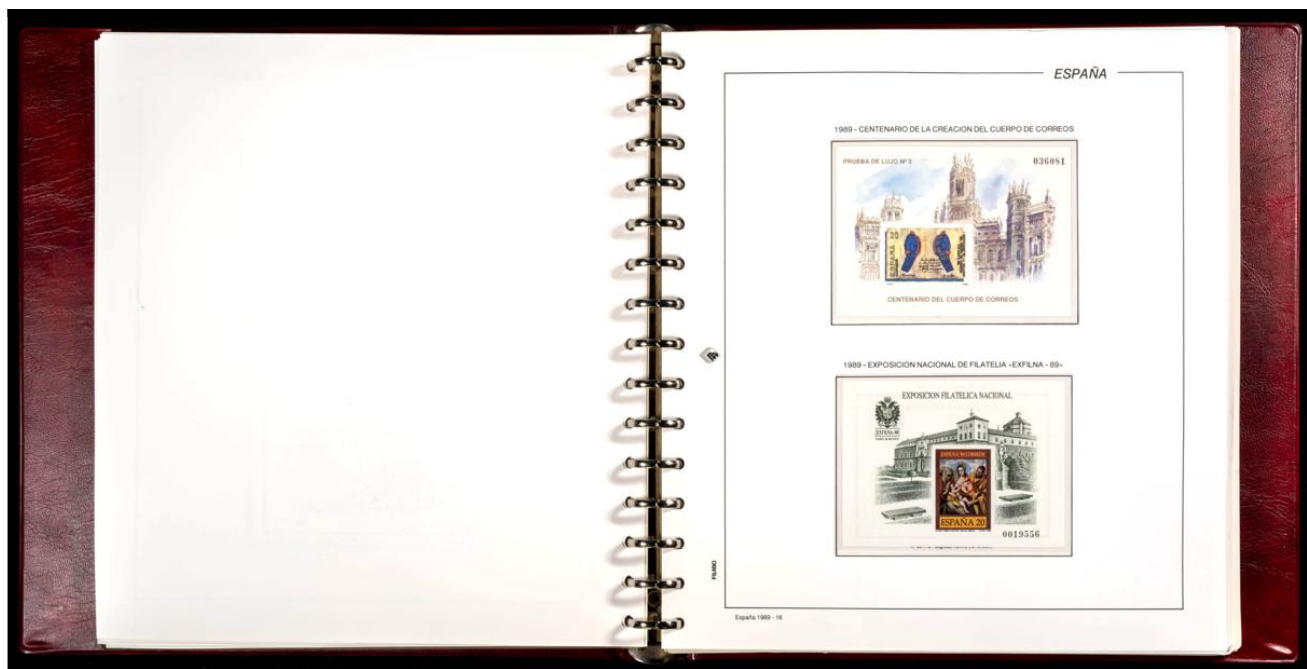 ESPAÑA
1989 - CENTENARIO DE LA CREACION DEL CUERPO DE CORREOS
PRUEBA DE LUJO Nº 3
036081
20
ESPAÑA
CENTENARIO DEL CUERPO DE CORREOS
1989 - EXPOSICION NACIONAL DE FILATELIA «EXFILNA - 89»
EXPOSICION FILATELICA NACIONAL
EXFILNA-89
ESPAÑA 20
0019556
FILABO
España 1989 - 16